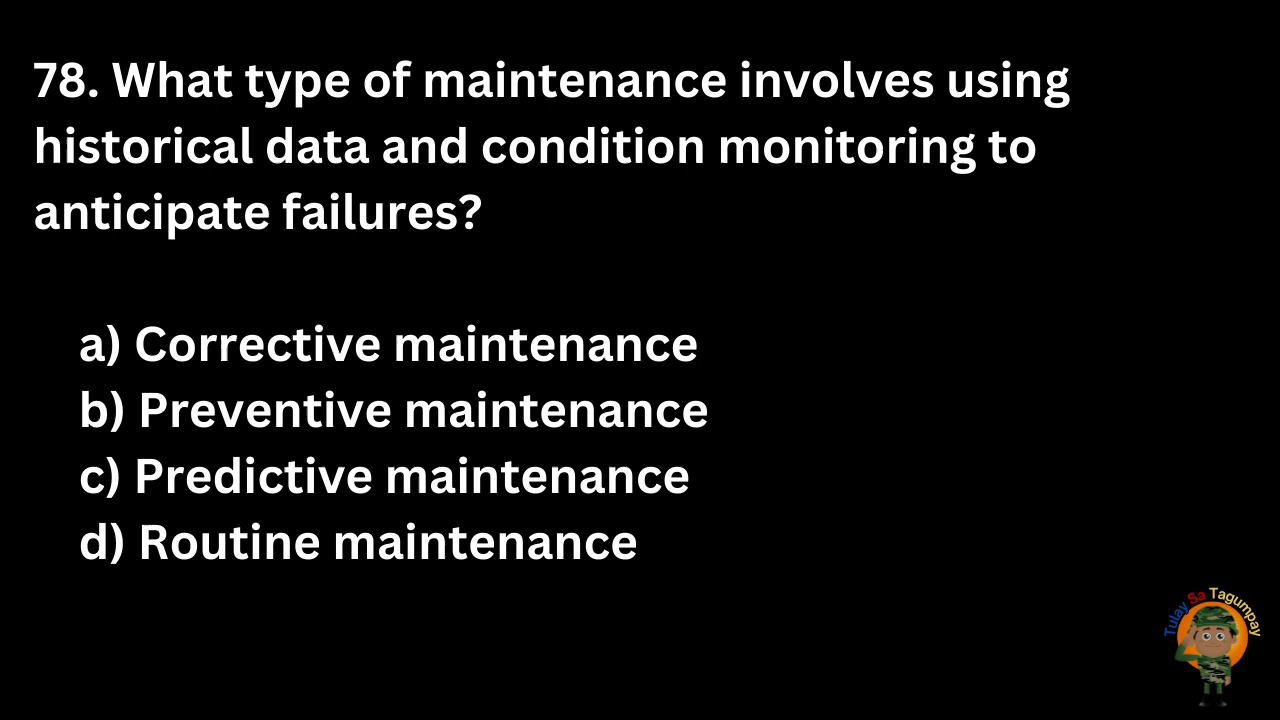 78. What type of maintenance involves using
historical data and condition monitoring to
anticipate failures?
a) Corrective maintenance
b) Preventive maintenance
c) Predictive maintenance
d) Routine maintenance
Tulay Sa Tagumpay